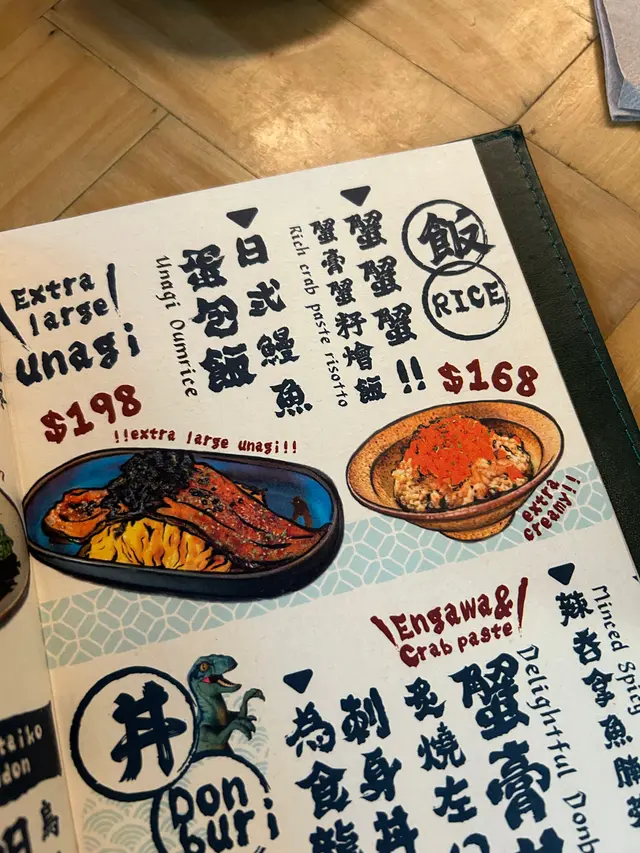 飯
RICE
蟹蟹蟹!!
蟹膏蟹籽燴飯
Rich crab paste risotto
$168
extra
creamy!!
日式鰻魚
蛋包飯
Unagi Oumrice
Extra
large
unagi
$198
!!extra large unagi!!
丼
Don
buri
刺身丼
為食龍
Engawa&
Crab paste
蟹膏
炙燒左
Delightful Donb
辣吞拿魚腩
Minced Spicy
taiko
don